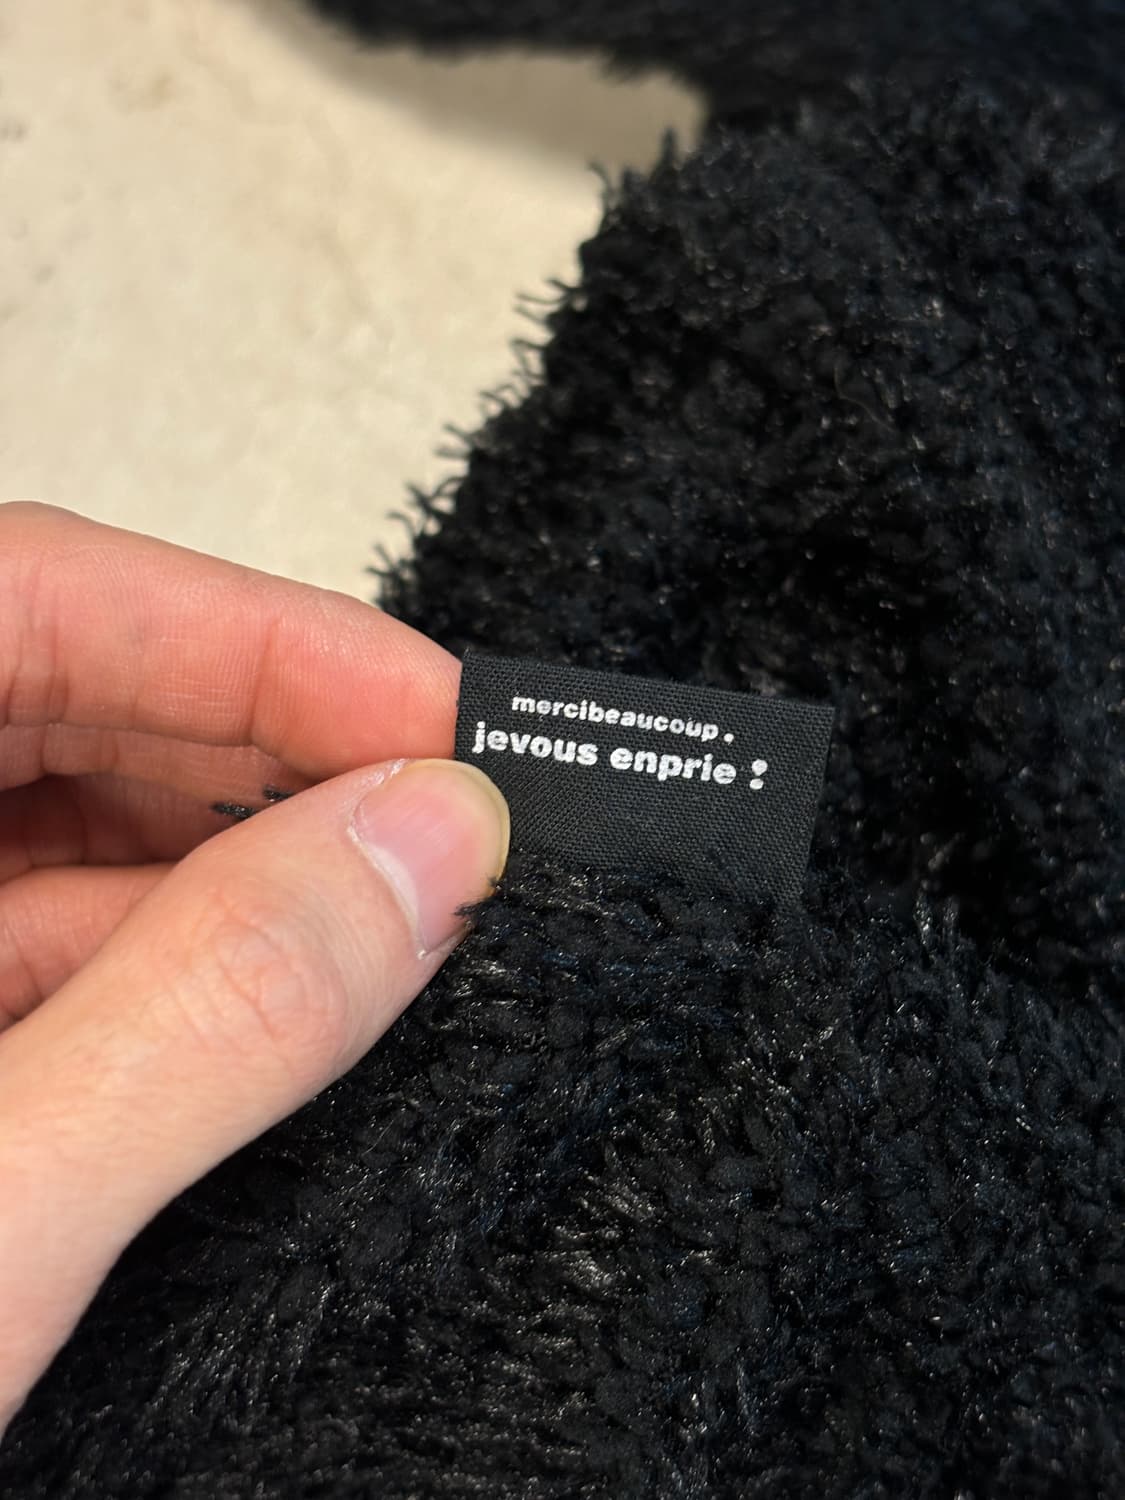 mercibeaucoup.
jevous enprie :